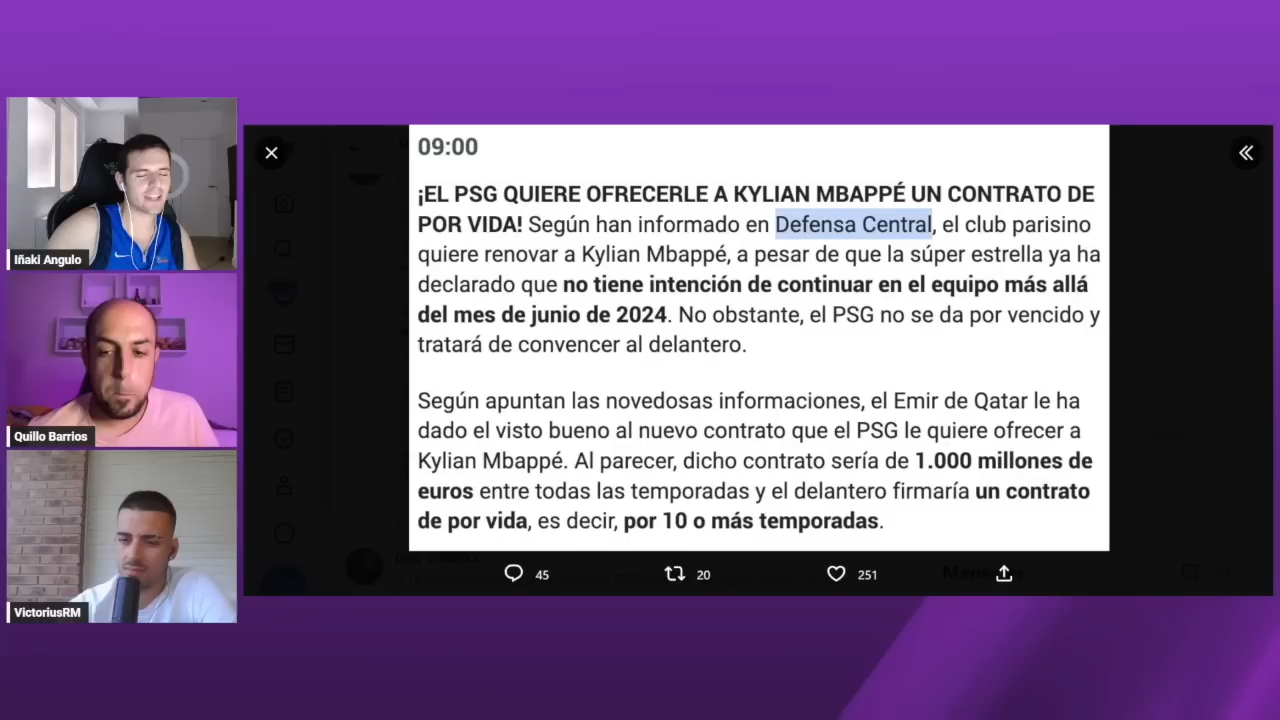 Iñaki Angulo
Quillo Barrios
VictoriusRM
09:00
¡EL PSG QUIERE OFRECERLE A KYLIAN MBAPPÉ UN CONTRATO DE
POR VIDA! Según han informado en Defensa Central, el club parisino
quiere renovar a Kylian Mbappé, a pesar de que la súper estrella ya ha
declarado que no tiene intención de continuar en el equipo más allá
del mes de junio de 2024. No obstante, el PSG no se da por vencido y
tratará de convencer al delantero.
Según apuntan las novedosas informaciones, el Emir de Qatar le ha
dado el visto bueno al nuevo contrato que el PSG le quiere ofrecer a
Kylian Mbappé. Al parecer, dicho contrato sería de 1.000 millones de
euros entre todas las temporadas y el delantero firmaría un contrato
de por vida, es decir, por 10 o más temporadas.
45 20 251